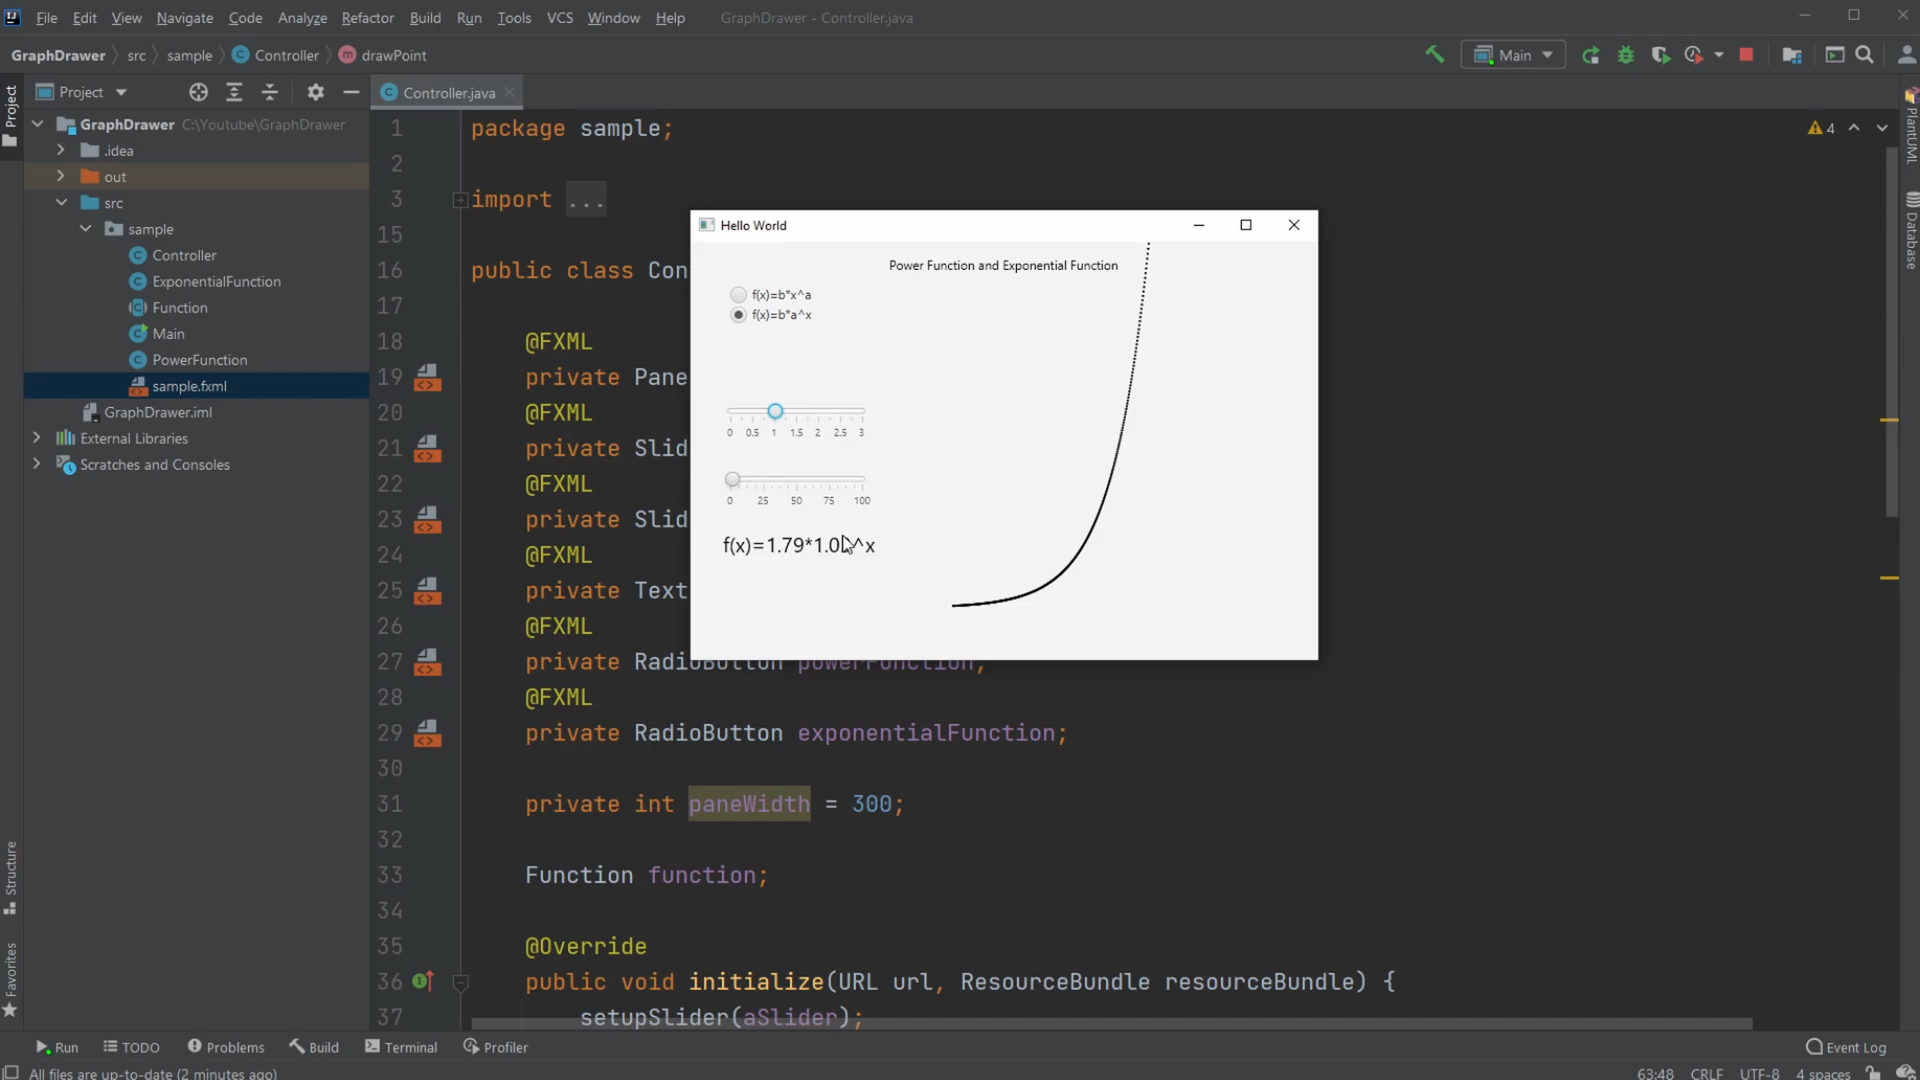 File Edit View Navigate Code Analyze Refactor Build Run Tools VCS Window Help GraphDrawer - Controller.java
GraphDrawer src sample Controller drawPoint Main
Project
Project
Controller.java
GraphDrawer C:\Youtube\GraphDrawer
.idea
out
src
sample
Controller
ExponentialFunction
Function
Main
PowerFunction
sample.fxml
GraphDrawer.iml
External Libraries
Scratches and Consoles
Structure
Favorites
1 package sample;
2
3 import ...
15
16 public class Con
17
18 @FXML
19 private Pane
20 @FXML
21 private Slid
22 @FXML
23 private Slid
24 @FXML
25 private Text
26 @FXML
27 private RadioButton powerFunction;
28 @FXML
29 private RadioButton exponentialFunction;
30
31 private int paneWidth = 300;
32
33 Function function;
34
35 @Override
36 public void initialize(URL url, ResourceBundle resourceBundle) {
37 setupSlider(aSlider);
4
PlantUML
Database
Hello World
Power Function and Exponential Function
f(x)=b*x^a
f(x)=b*a^x
0 0.5 1 1.5 2 2.5 3
0 25 50 75 100
Run TODO Problems Build Terminal Profiler Event Log
All files are up-to-date (2 minutes ago) 63:48 CRLF UTF-8 4 spaces